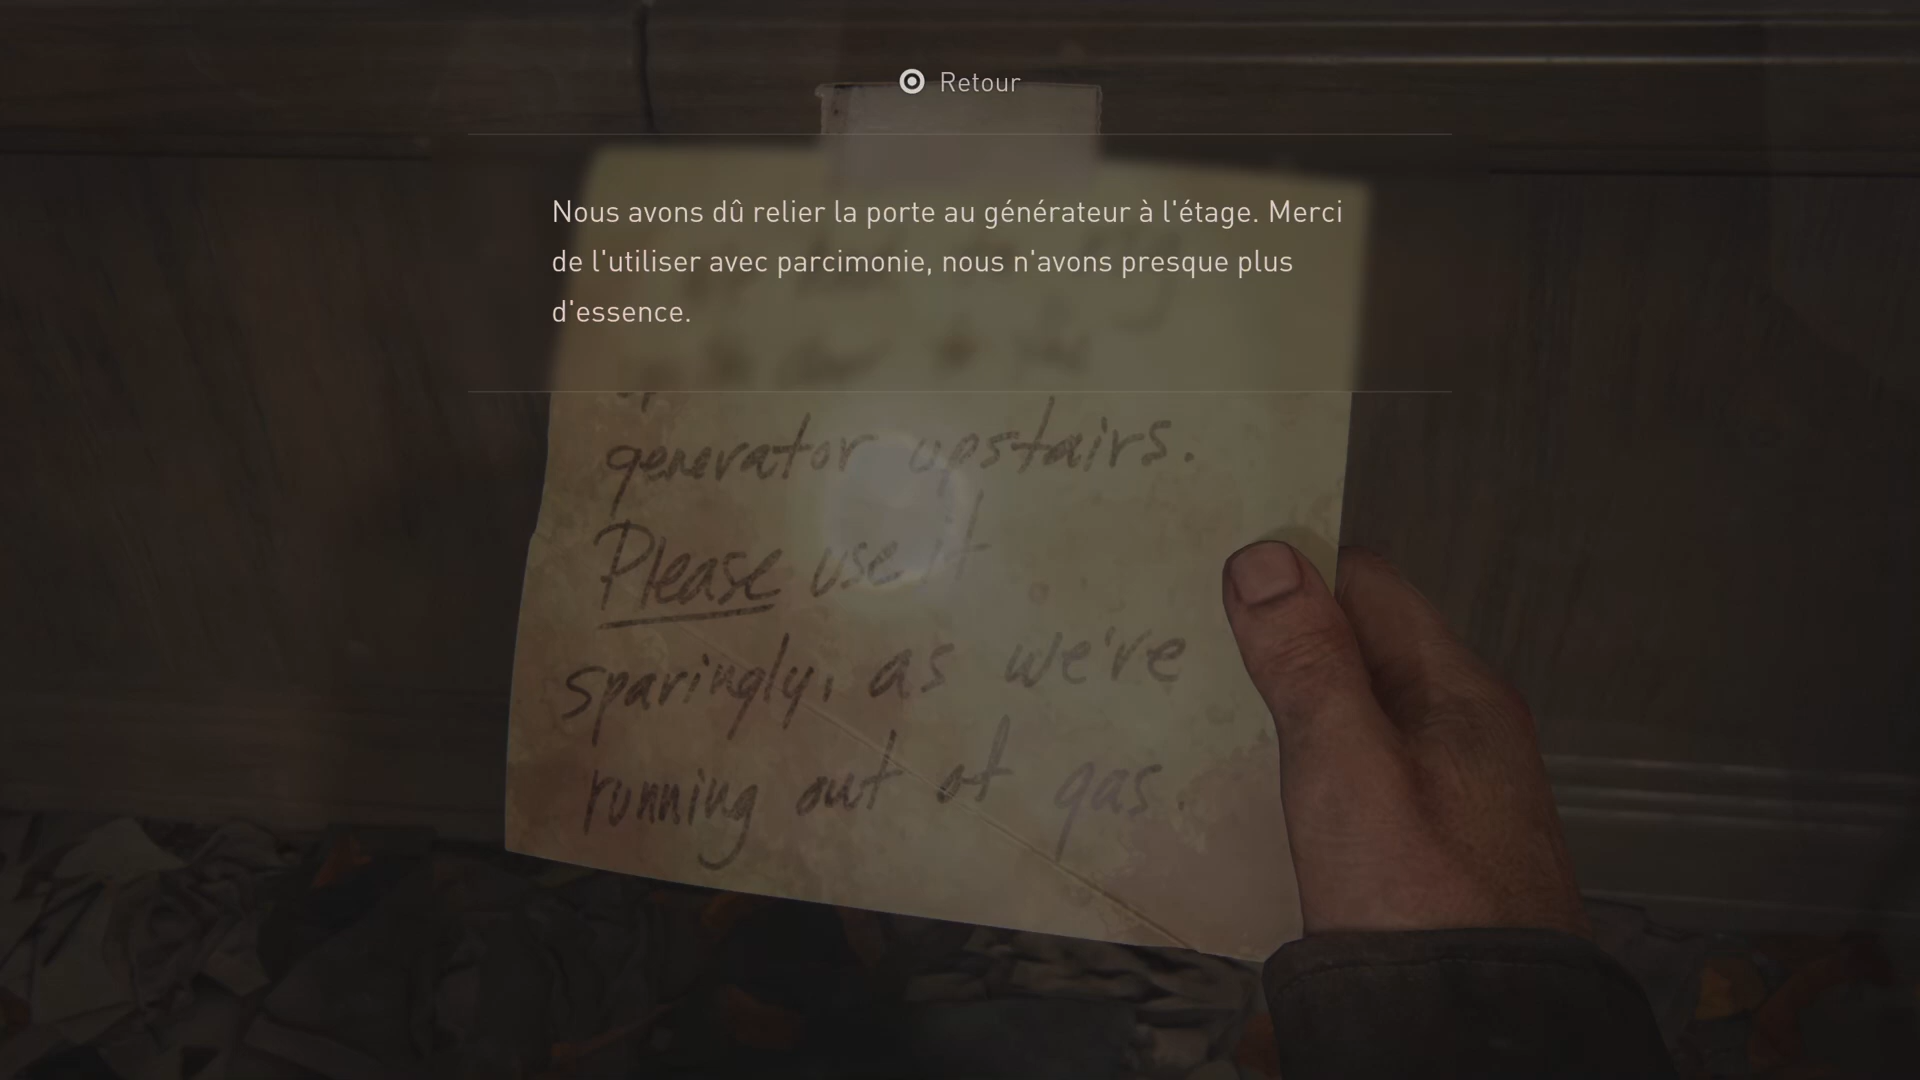 Retour
Nous avons dû relier la porte au générateur à l'étage. Merci
de l'utiliser avec parcimonie, nous n'avons presque plus
d'essence.
generator upstairs.
Please use it
sparingly, as we're
running out of gas.